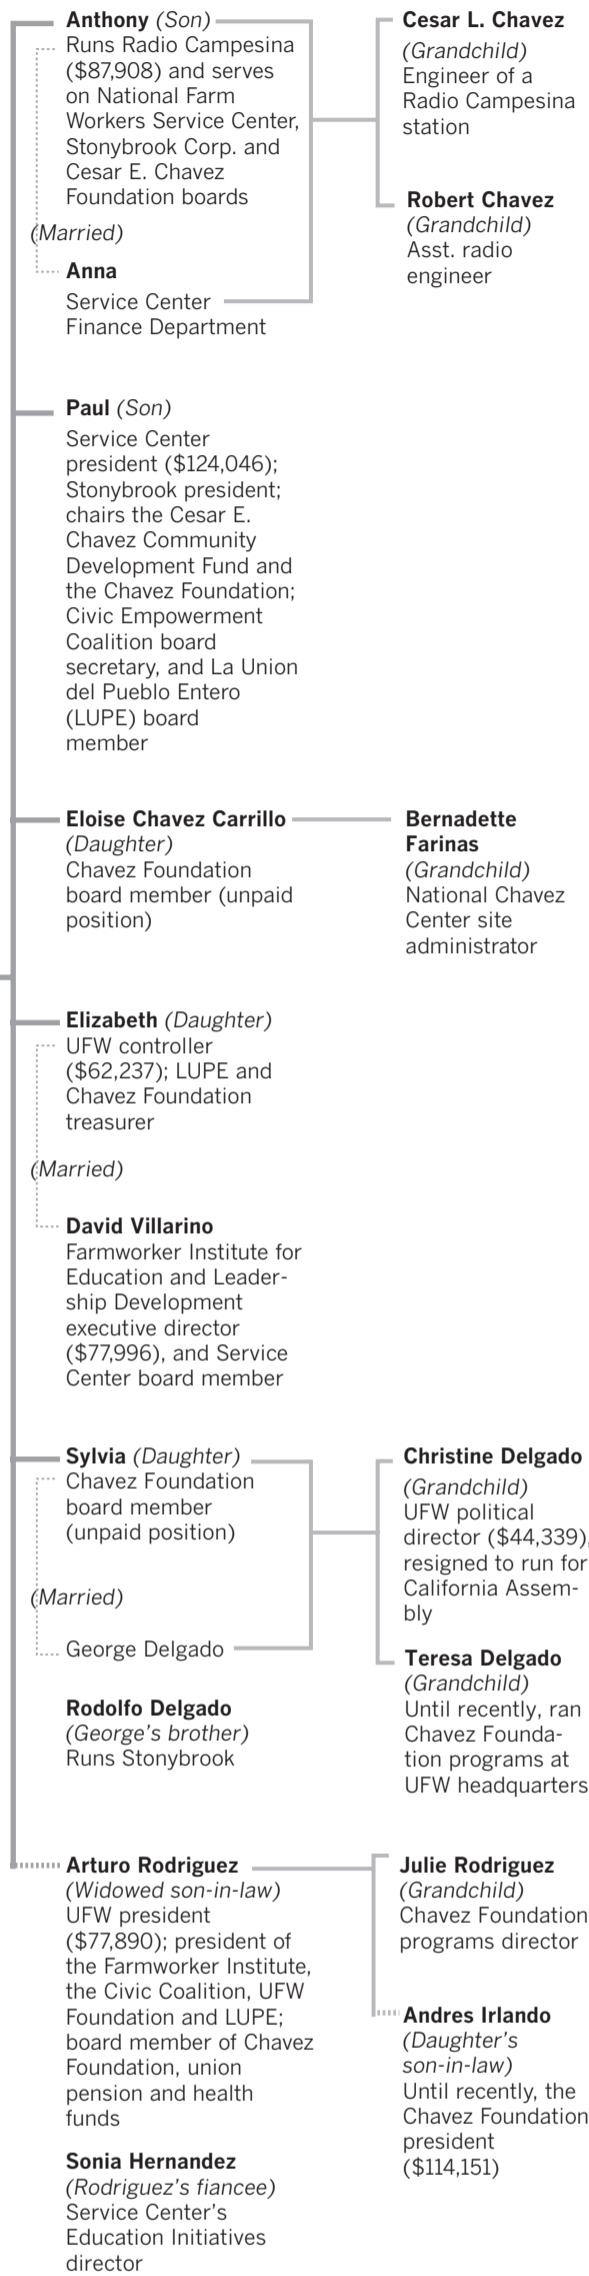 Anthony (Son)
Runs Radio Campesina
($87,908) and serves
on National Farm
Workers Service Center,
Stonybrook Corp. and
Cesar E. Chavez
Foundation boards
(Married)
Anna
Service Center
Finance Department
Cesar L. Chavez
(Grandchild)
Engineer of a
Radio Campesina
station
Robert Chavez
(Grandchild)
Asst. radio
engineer
Paul (Son)
Service Center
president ($124,046);
Stonybrook president;
chairs the Cesar E.
Chavez Community
Development Fund and
the Chavez Foundation;
Civic Empowerment
Coalition board
secretary, and La Union
del Pueblo Entero
(LUPE) board
member
Eloise Chavez Carrillo
(Daughter)
Chavez Foundation
board member (unpaid
position)
Bernadette
Farinas
(Grandchild)
National Chavez
Center site
administrator
Elizabeth (Daughter)
UFW controller
($62,237); LUPE and
Chavez Foundation
treasurer
(Married)
David Villarino
Farmworker Institute for
Education and Leader-
ship Development
executive director
($77,996), and Service
Center board member
Sylvia (Daughter)
Chavez Foundation
board member
(unpaid position)
(Married)
George Delgado
Rodolfo Delgado
(George's brother)
Runs Stonybrook
Christine Delgado
(Grandchild)
UFW political
director ($44,339),
resigned to run for
California Assem-
bly
Teresa Delgado
(Grandchild)
Until recently, ran
Chavez Founda-
tion programs at
UFW headquarters
Arturo Rodriguez
(Widowed son-in-law)
UFW president
($77,890); president of
the Farmworker Institute,
the Civic Coalition, UFW
Foundation and LUPE;
board member of Chavez
Foundation, union
pension and health
funds
Sonia Hernandez
(Rodriguez's fiancee)
Service Center's
Education Initiatives
director
Julie Rodriguez
(Grandchild)
Chavez Foundation
programs director
Andres Irlando
(Daughter's
son-in-law)
Until recently, the
Chavez Foundation
president
($114,151)